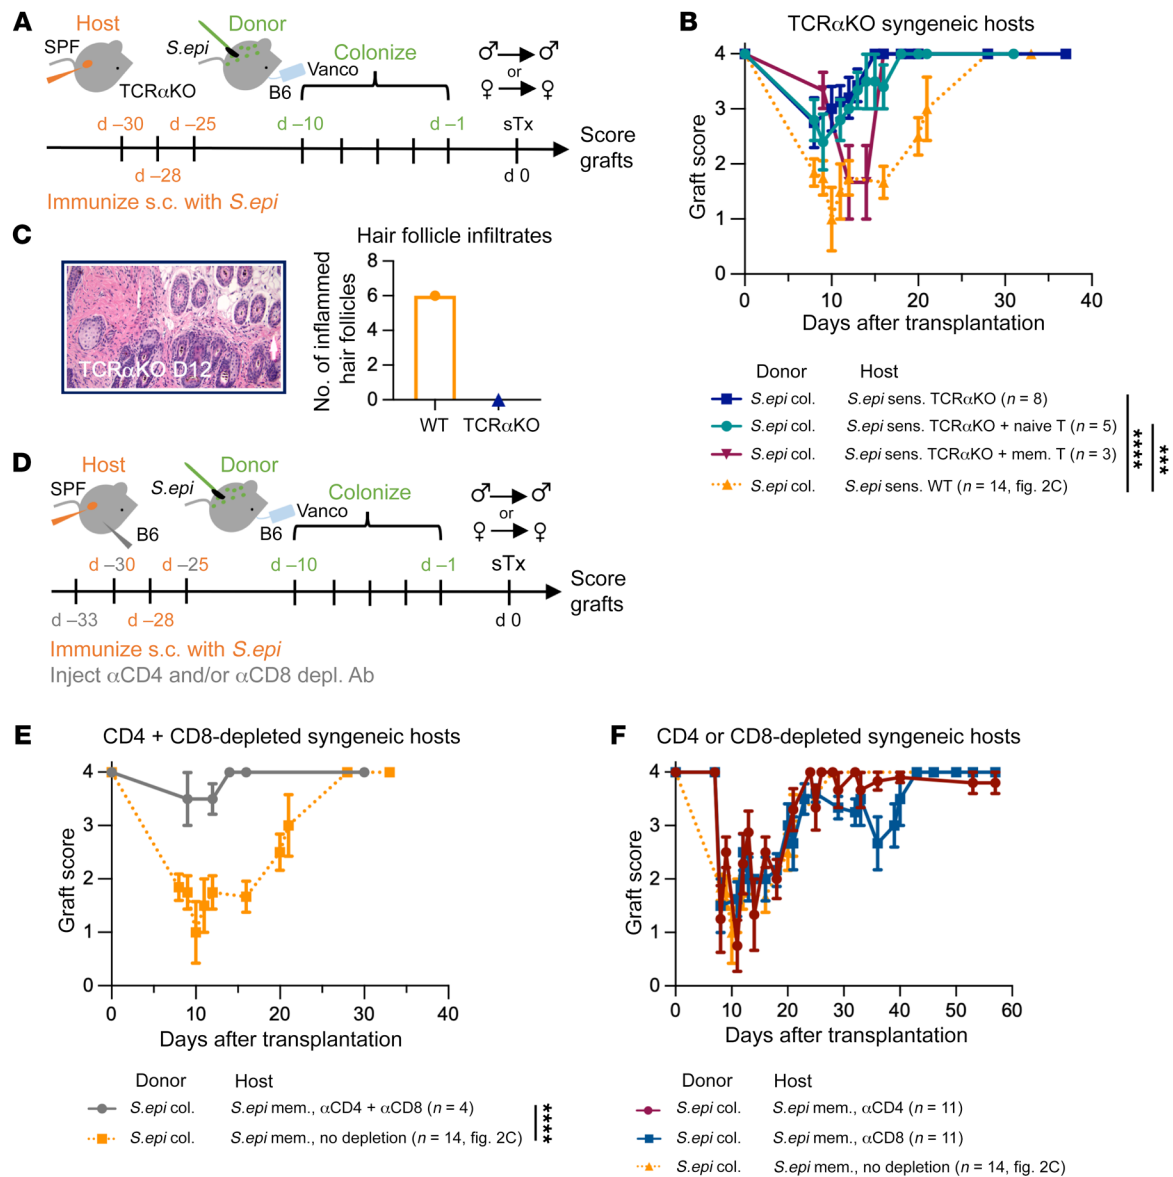 A
Host
Donor
SPF
S.epi
Colonize
Vanco
TCRαKO
B6
♂ → ♂
or
♀ → ♀
d –30
d –25
d –10
d –1
sTx
Score
grafts
d –28
d 0
Immunize s.c. with S.epi
B
TCRαKO syngeneic hosts
Graft score
4
3
2
1
0
0
10
20
30
40
Days after transplantation
Donor Host
S.epi col. S.epi sens. TCRαKO (n = 8)
S.epi col. S.epi sens. TCRαKO + naive T (n = 5)
S.epi col. S.epi sens. TCRαKO + mem. T (n = 3)
S.epi col. S.epi sens. WT (n = 14, fig. 2C)
****
***
C
TCRαKO D12
Hair follicle infiltrates
No. of inflammed
hair follicles
8
6
4
2
0
WT
TCRαKO
D
Host
Donor
SPF
S.epi
Colonize
Vanco
B6
B6
♂ → ♂
or
♀ → ♀
d –30
d –25
d –10
d –1
sTx
Score
grafts
d –33
d –28
d 0
Immunize s.c. with S.epi
Inject αCD4 and/or αCD8 depl. Ab
E
CD4 + CD8-depleted syngeneic hosts
Graft score
4
3
2
1
0
0
10
20
30
40
Days after transplantation
Donor Host
S.epi col. S.epi mem., αCD4 + αCD8 (n = 4)
S.epi col. S.epi mem., no depletion (n = 14, fig. 2C)
****
F
CD4 or CD8-depleted syngeneic hosts
Graft score
4
3
2
1
0
0
10
20
30
40
50
60
Days after transplantation
Donor Host
S.epi col. S.epi mem., αCD4 (n = 11)
S.epi col. S.epi mem., αCD8 (n = 11)
S.epi col. S.epi mem., no depletion (n = 14, fig. 2C)